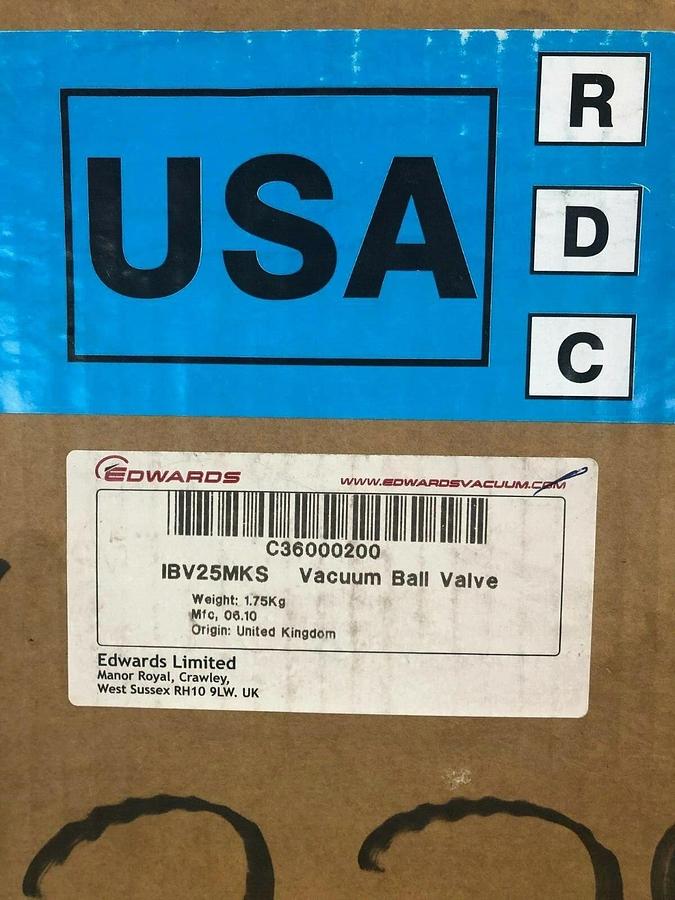 USA
R
D
C
EDWARDS
WWW.EDWARDSVACUUM.COM
C36000200
IBV25MKS Vacuum Ball Valve
Weight: 1.75Kg
Mfc, 06.10
Origin: United Kingdom
Edwards Limited
Manor Royal, Crawley,
West Sussex RH10 9LW. UK